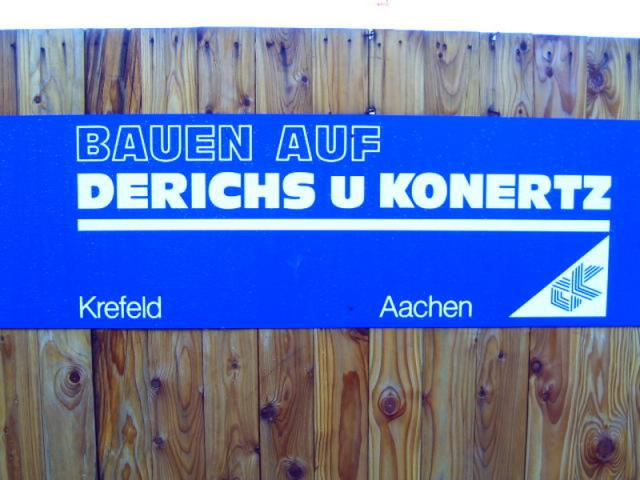 BAUEN AUF
DERICHS U KONERTZ
Krefeld Aachen